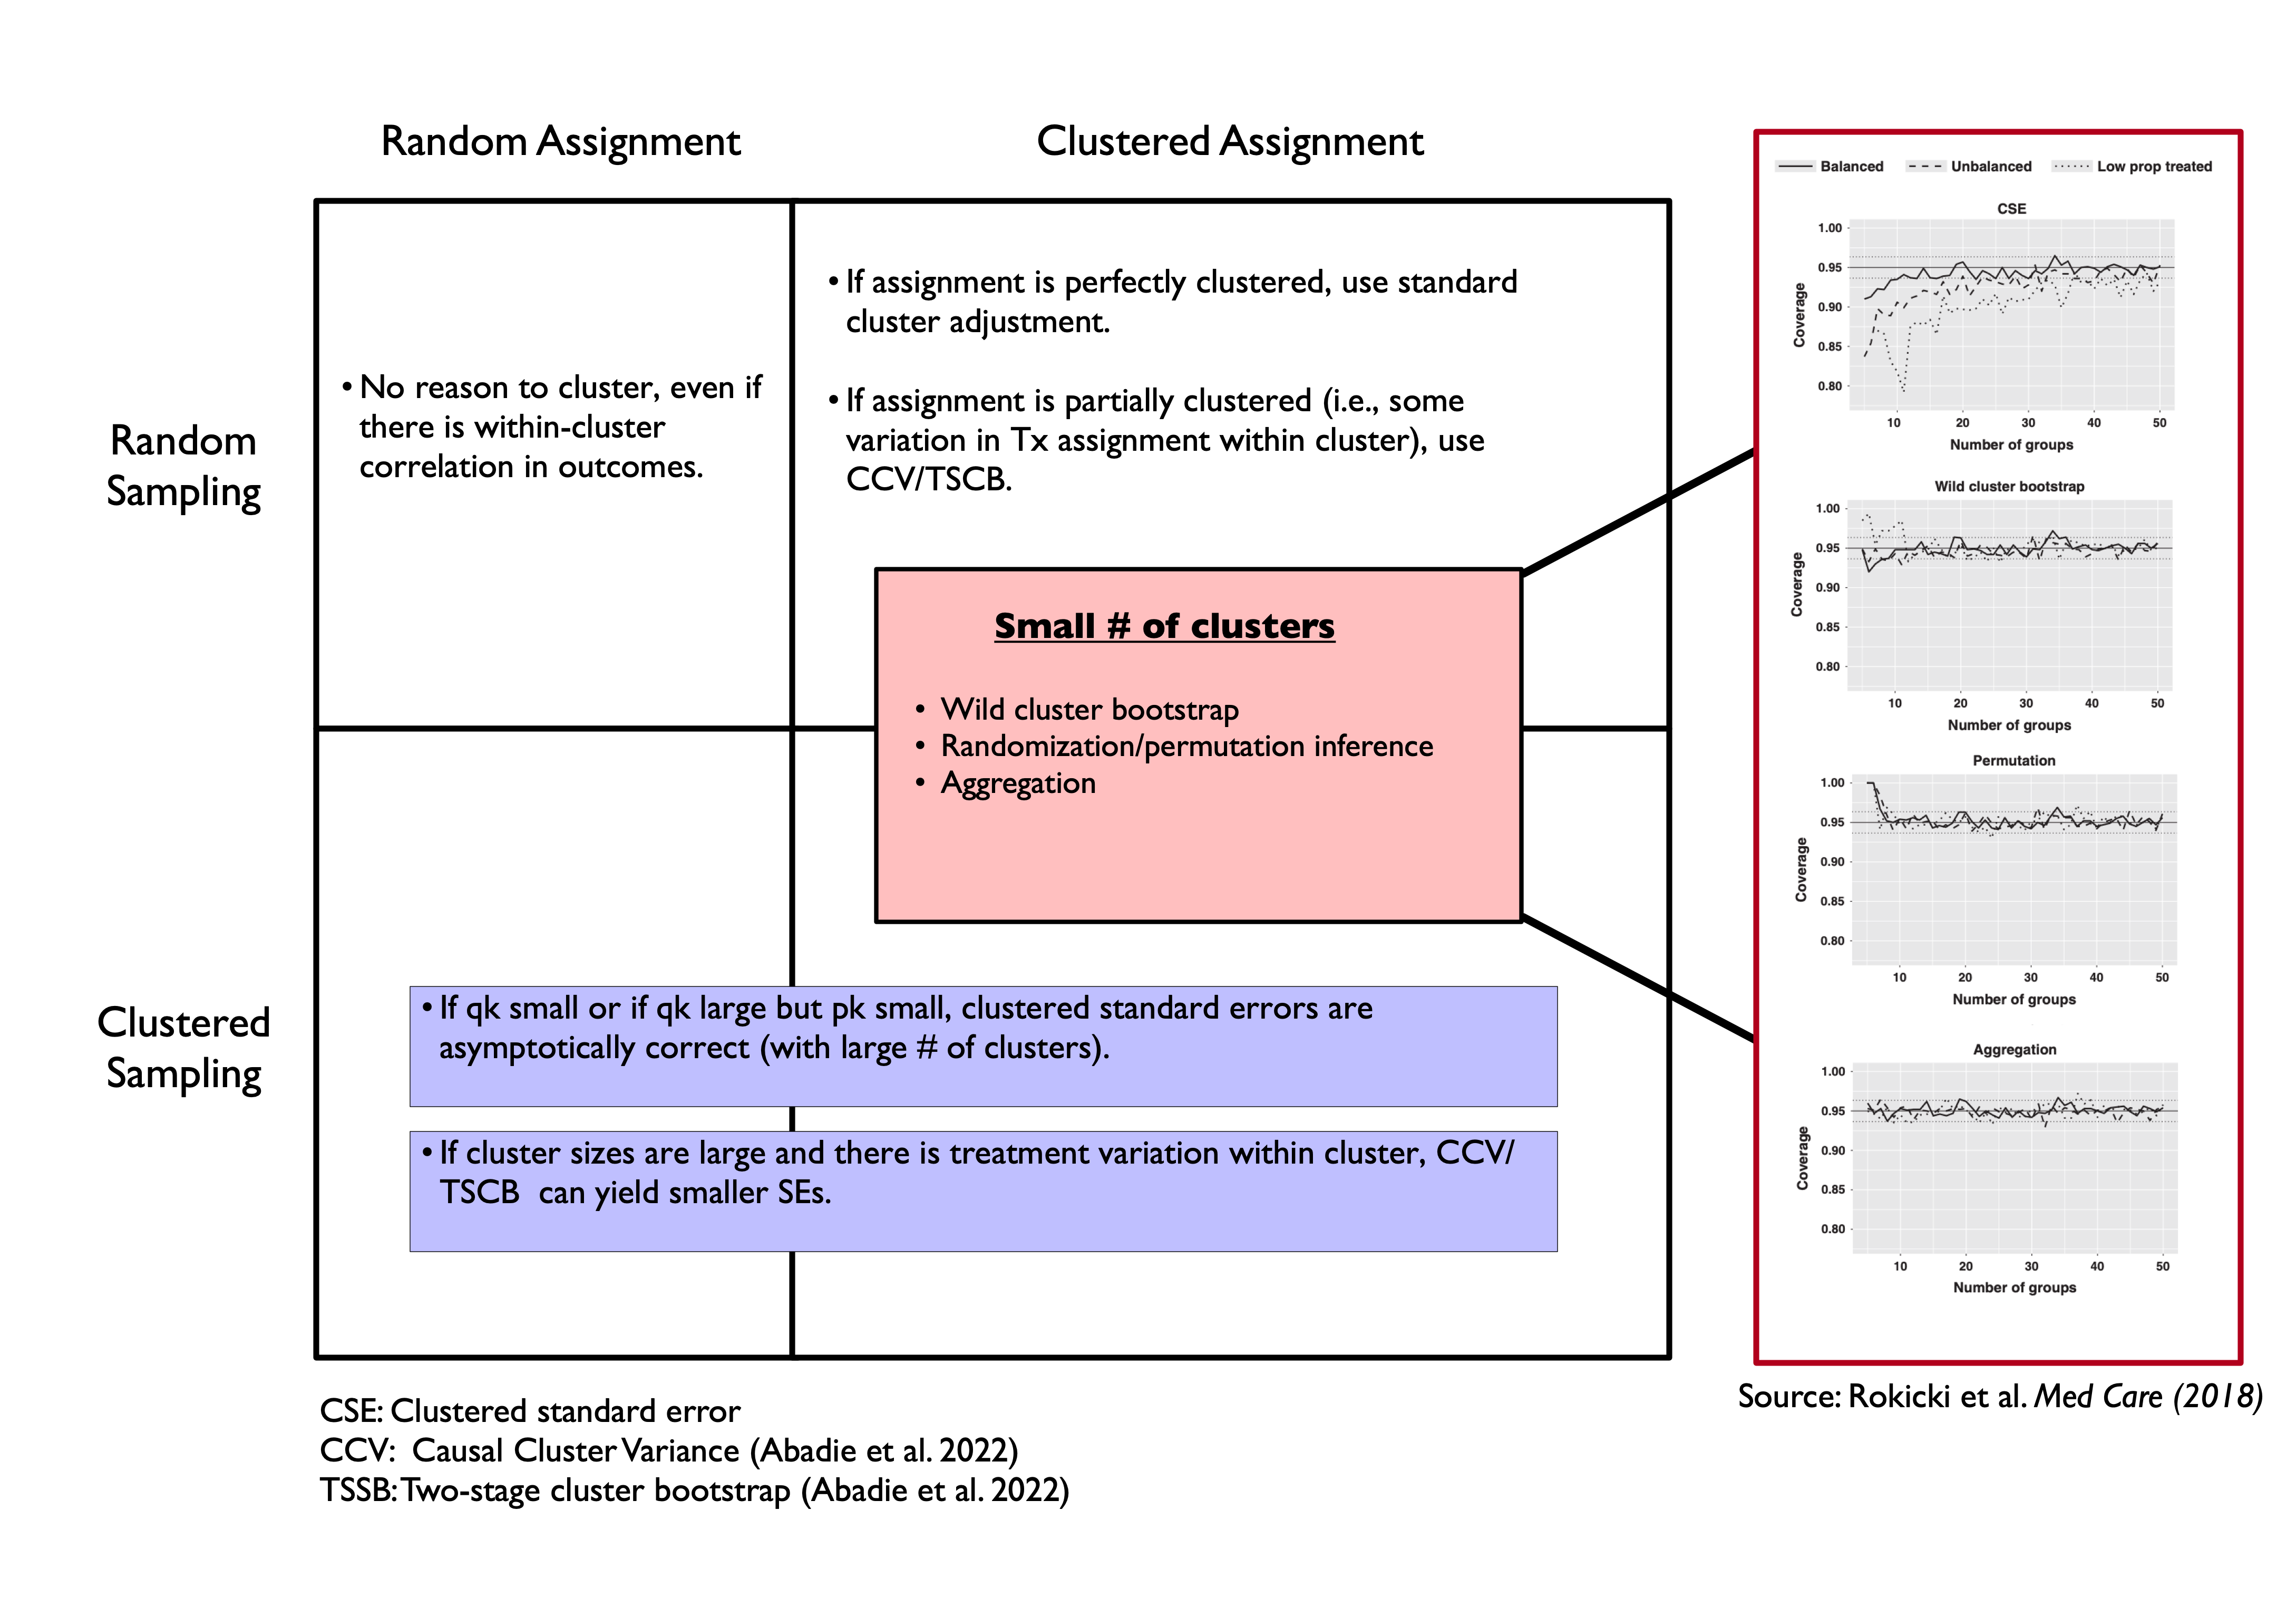 Random Assignment
Clustered Assignment
Random
Sampling
• No reason to cluster, even if
there is within-cluster
correlation in outcomes.
• If assignment is perfectly clustered, use standard
cluster adjustment.
• If assignment is partially clustered (i.e., some
variation in Tx assignment within cluster), use
CCV/TSCB.
Small # of clusters
• Wild cluster bootstrap
• Randomization/permutation inference
• Aggregation
Clustered
Sampling
• If qk small or if qk large but pk small, clustered standard errors are
asymptotically correct (with large # of clusters).
• If cluster sizes are large and there is treatment variation within cluster, CCV/
TSCB can yield smaller SEs.
CSE: Clustered standard error
CCV: Causal Cluster Variance (Abadie et al. 2022)
TSSB: Two-stage cluster bootstrap (Abadie et al. 2022)
Balanced Unbalanced Low prop treated
CSE
Coverage
1.00
0.95
0.90
0.85
0.80
10 20 30 40 50
Number of groups
Wild cluster bootstrap
Coverage
1.00
0.95
0.90
0.85
0.80
10 20 30 40 50
Number of groups
Permutation
Coverage
1.00
0.95
0.90
0.85
0.80
10 20 30 40 50
Number of groups
Aggregation
Coverage
1.00
0.95
0.90
0.85
0.80
10 20 30 40 50
Number of groups
Source: Rokicki et al. Med Care (2018)